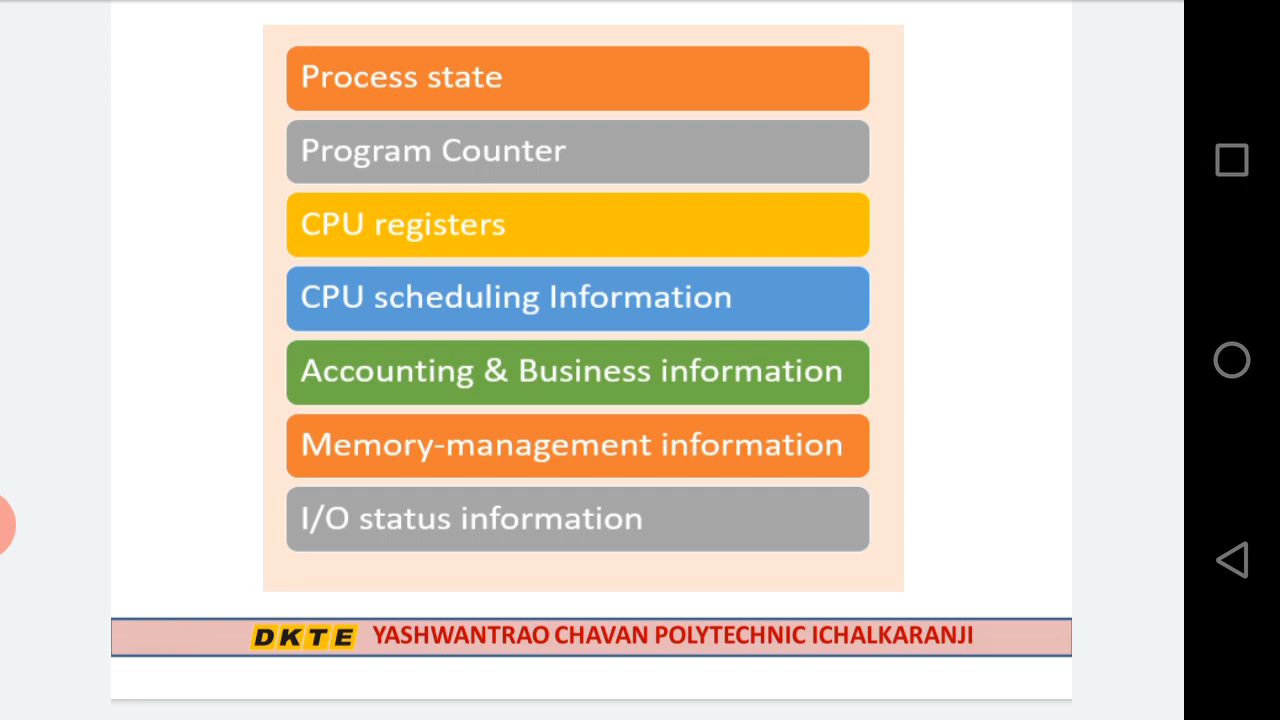 Process state
Program Counter
CPU registers
CPU scheduling Information
Accounting & Business information
Memory-management information
I/O status information
DKTE YASHWANTRAO CHAVAN POLYTECHNIC ICHALKARANJI